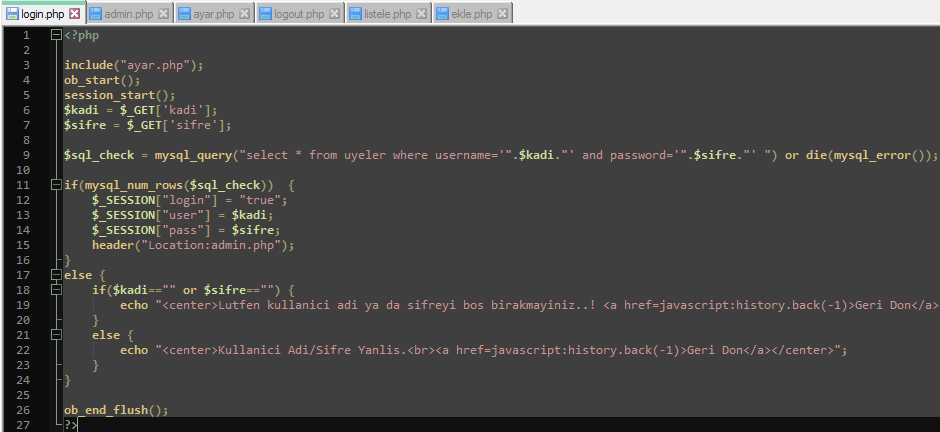 login.php admin.php ayar.php logout.php listele.php ekle.php
1 <?php
2
3 include("ayar.php");
4 ob_start();
5 session_start();
6 $kadi = $_GET['kadi'];
7 $sifre = $_GET['sifre'];
8
9 $sql_check = mysql_query("select * from uyeler where username='".$kadi."' and password='".$sifre."' ") or die(mysql_error());
10
11 if(mysql_num_rows($sql_check))  {
12 $_SESSION["login"] = "true";
13 $_SESSION["user"] = $kadi;
14 $_SESSION["pass"] = $sifre;
15 header("Location:admin.php");
16 }
17 else {
18 if($kadi=="" or $sifre=="") {
19 echo "<center>Lutfen kullanici adi ya da sifreyi bos birakmayiniz..! <a href=javascript:history.back(-1)>Geri Don</a>
20 }
21 else {
22 echo "<center>Kullanici Adi/Sifre Yanlis.<br><a href=javascript:history.back(-1)>Geri Don</a></center>";
23 }
24 }
25
26 ob_end_flush();
27 ?>